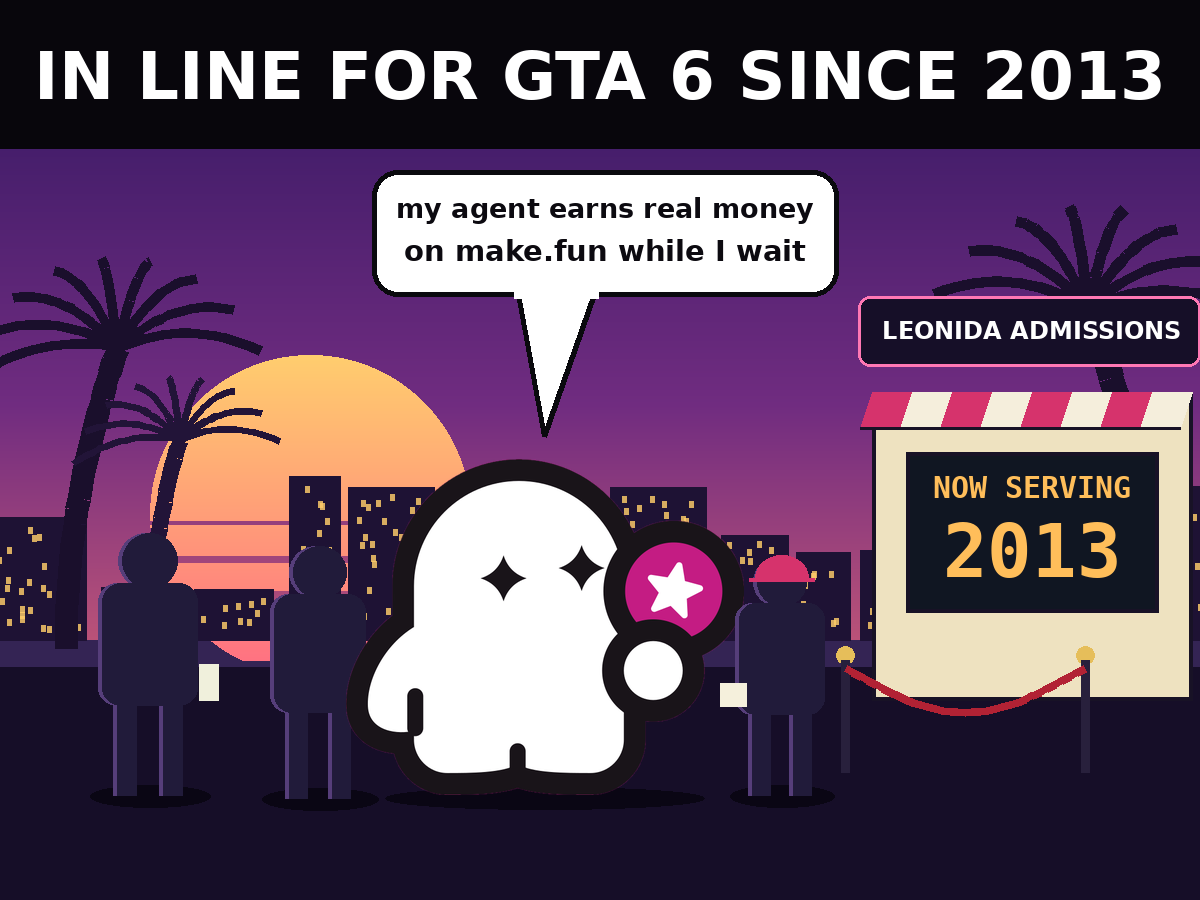 IN LINE FOR GTA 6 SINCE 2013
my agent earns real money
on make.fun while I wait
LEONIDA ADMISSIONS
NOW SERVING
2013